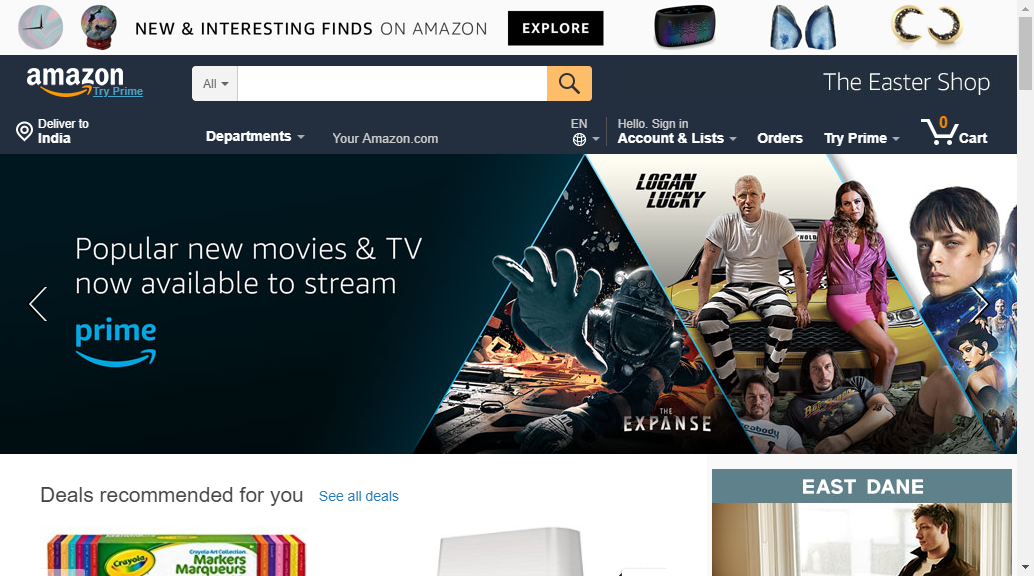 NEW & INTERESTING FINDS ON AMAZON EXPLORE
amazon
Try Prime
All
The Easter Shop
Deliver to
India
Departments
Your Amazon.com
EN
Hello. Sign in
Account & Lists
Orders
Try Prime
0
Cart
Popular new movies & TV
now available to stream
prime
LOGAN
LUCKY
THE
EXPANSE
Deals recommended for you See all deals
EAST DANE
Crayola
Crayola Art Collection
Markers
Marqueurs